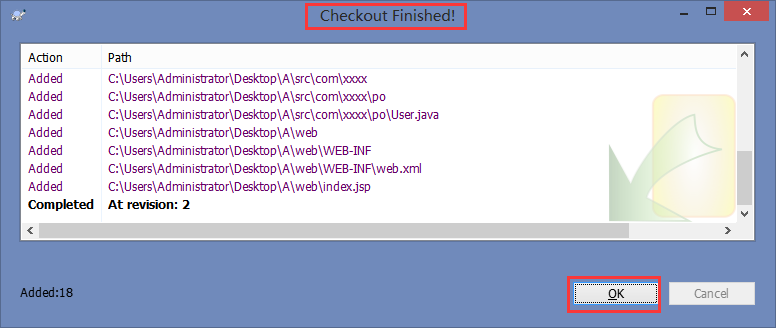 Checkout Finished!
Action Path
Added C:\Users\Administrator\Desktop\A\src\com\xxxx
Added C:\Users\Administrator\Desktop\A\src\com\xxxx\po
Added C:\Users\Administrator\Desktop\A\src\com\xxxx\po\User.java
Added C:\Users\Administrator\Desktop\A\web
Added C:\Users\Administrator\Desktop\A\web\WEB-INF
Added C:\Users\Administrator\Desktop\A\web\WEB-INF\web.xml
Added C:\Users\Administrator\Desktop\A\web\index.jsp
Completed At revision: 2
Added:18 OK Cancel